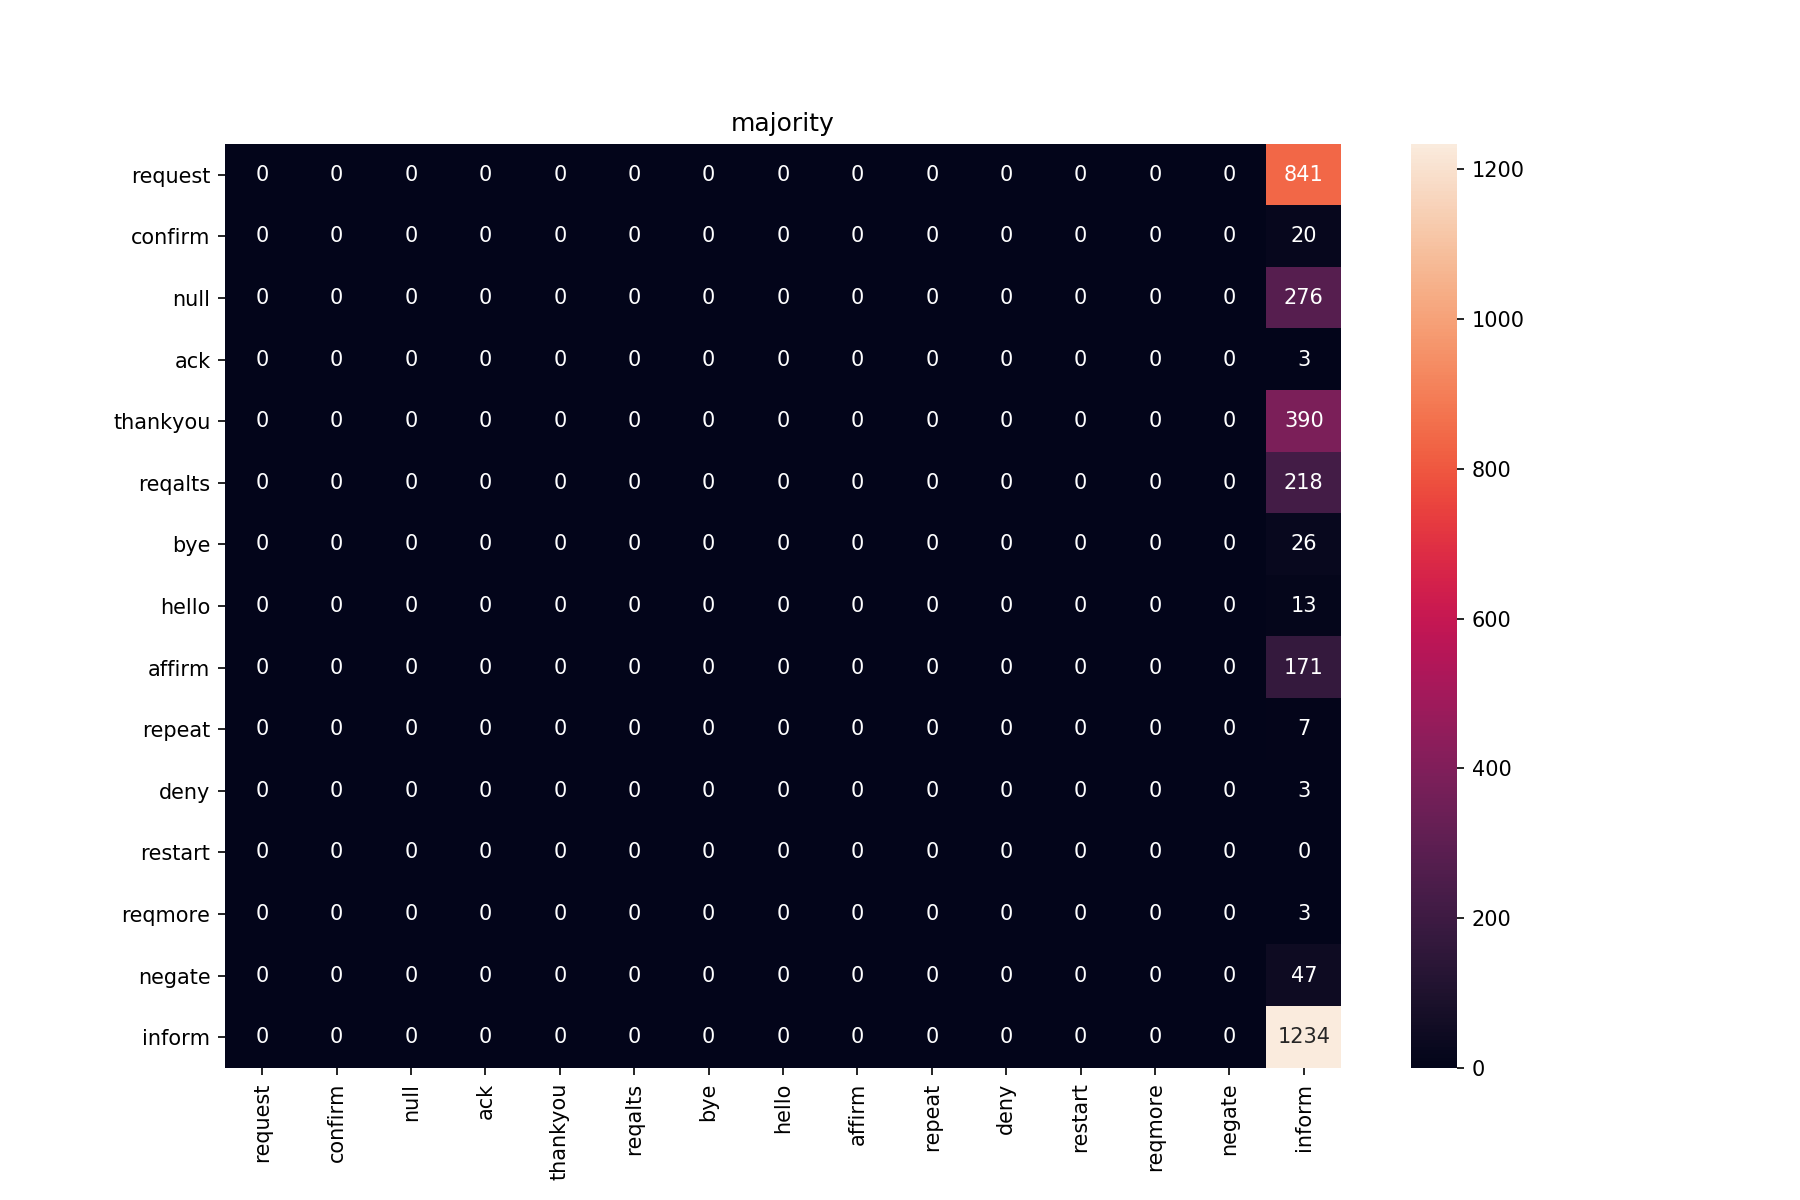 majority
request 0 0 0 0 0 0 0 0 0 0 0 0 0 0 841
confirm 0 0 0 0 0 0 0 0 0 0 0 0 0 0 20
null 0 0 0 0 0 0 0 0 0 0 0 0 0 0 276
ack 0 0 0 0 0 0 0 0 0 0 0 0 0 0 3
thankyou 0 0 0 0 0 0 0 0 0 0 0 0 0 0 390
reqalts 0 0 0 0 0 0 0 0 0 0 0 0 0 0 218
bye 0 0 0 0 0 0 0 0 0 0 0 0 0 0 26
hello 0 0 0 0 0 0 0 0 0 0 0 0 0 0 13
affirm 0 0 0 0 0 0 0 0 0 0 0 0 0 0 171
repeat 0 0 0 0 0 0 0 0 0 0 0 0 0 0 7
deny 0 0 0 0 0 0 0 0 0 0 0 0 0 0 3
restart 0 0 0 0 0 0 0 0 0 0 0 0 0 0 0
reqmore 0 0 0 0 0 0 0 0 0 0 0 0 0 0 3
negate 0 0 0 0 0 0 0 0 0 0 0 0 0 0 47
inform 0 0 0 0 0 0 0 0 0 0 0 0 0 0 1234
request confirm null ack thankyou reqalts bye hello affirm repeat deny restart reqmore negate inform
1200
1000
800
600
400
200
0